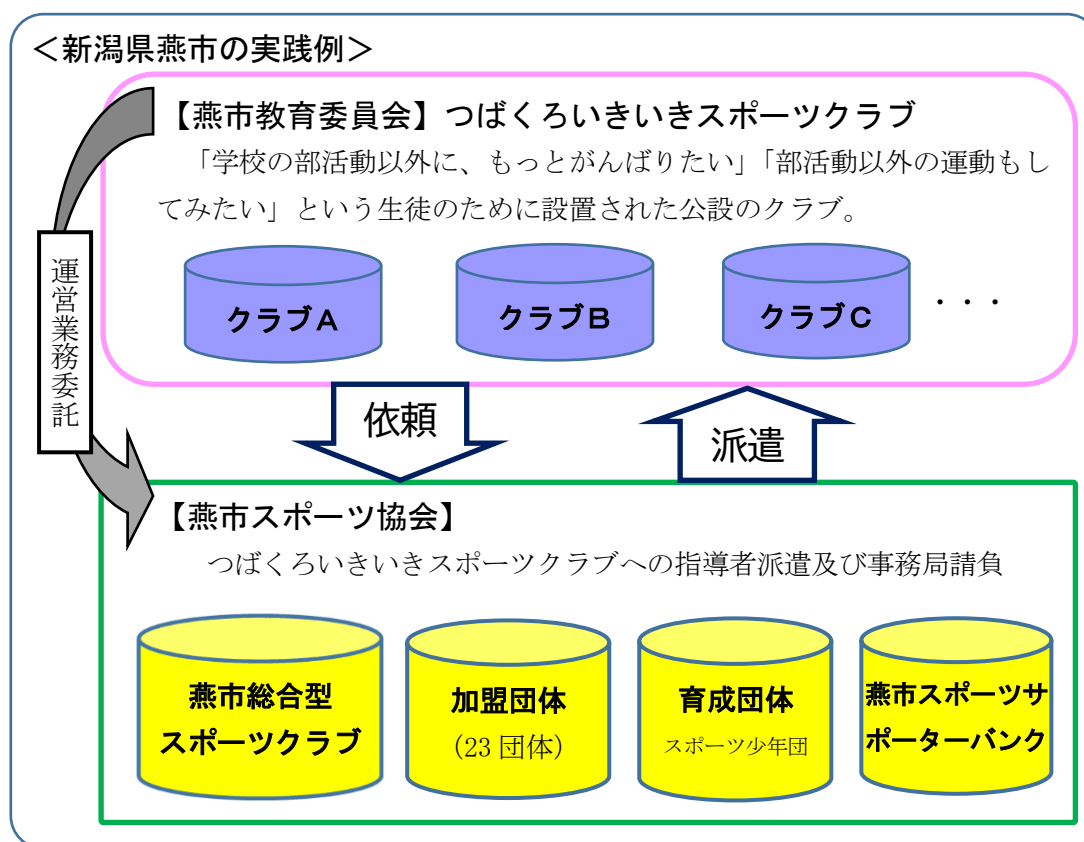 ＜新潟県燕市の実践例＞
【燕市教育委員会】つばくろいきいきスポーツクラブ
「学校の部活動以外に、もっとがんばりたい」「部活動以外の運動もし
てみたい」という生徒のために設置された公設のクラブ。
クラブＡ
クラブＢ
クラブＣ
・・・
運営業務委託
依頼
派遣
【燕市スポーツ協会】
つばくろいきいきスポーツクラブへの指導者派遣及び事務局請負
燕市総合型
スポーツクラブ
加盟団体
（23 団体）
育成団体
スポーツ少年団
燕市スポーツサ
ポーターバンク